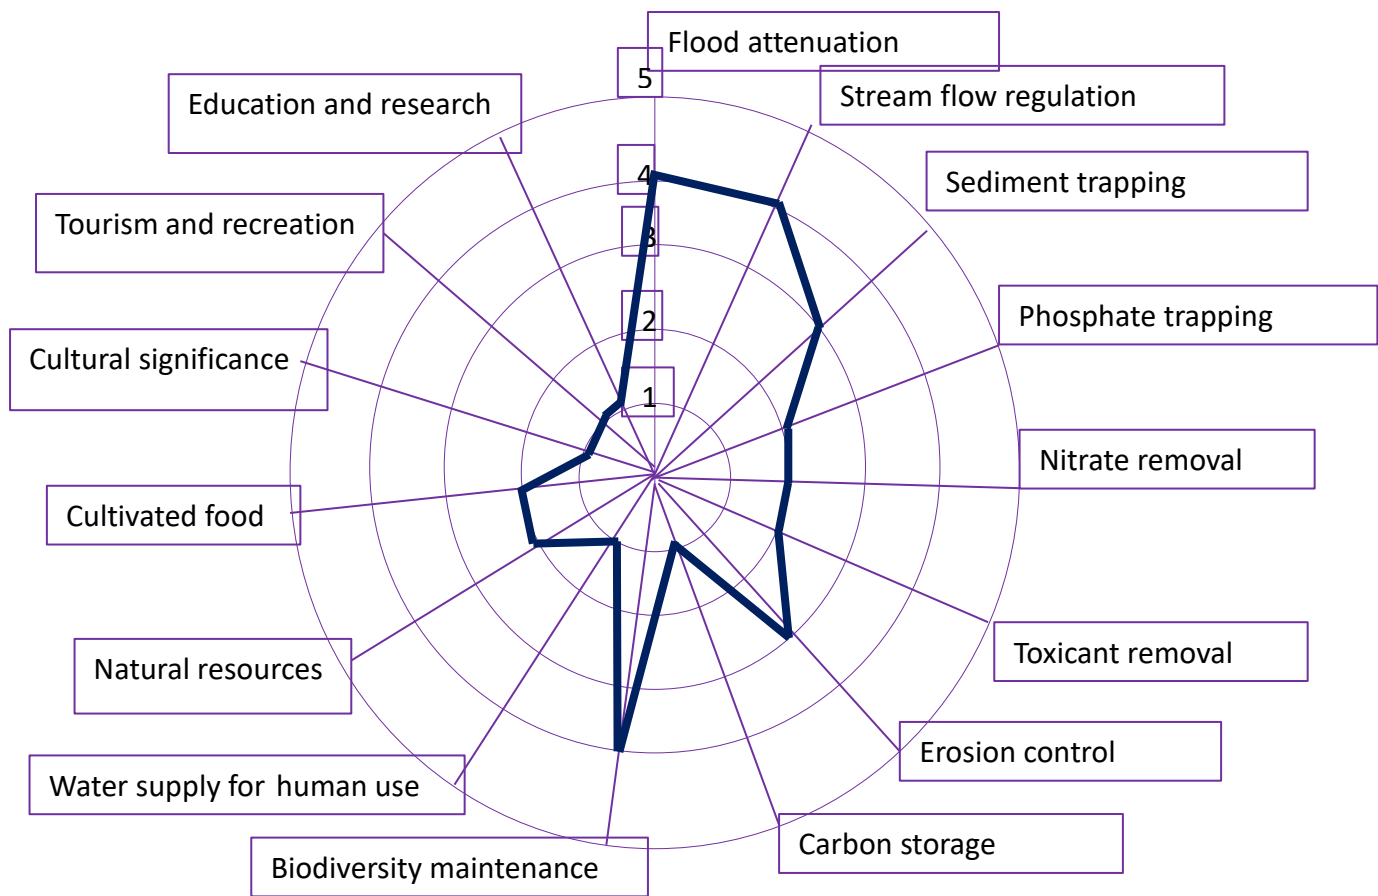 Flood attenuation
5
Stream flow regulation
Education and research
Sediment trapping
4
Tourism and recreation
3
Phosphate trapping
2
Cultural significance
1
Nitrate removal
Cultivated food
Toxicant removal
Natural resources
Erosion control
Water supply for human use
Carbon storage
Biodiversity maintenance